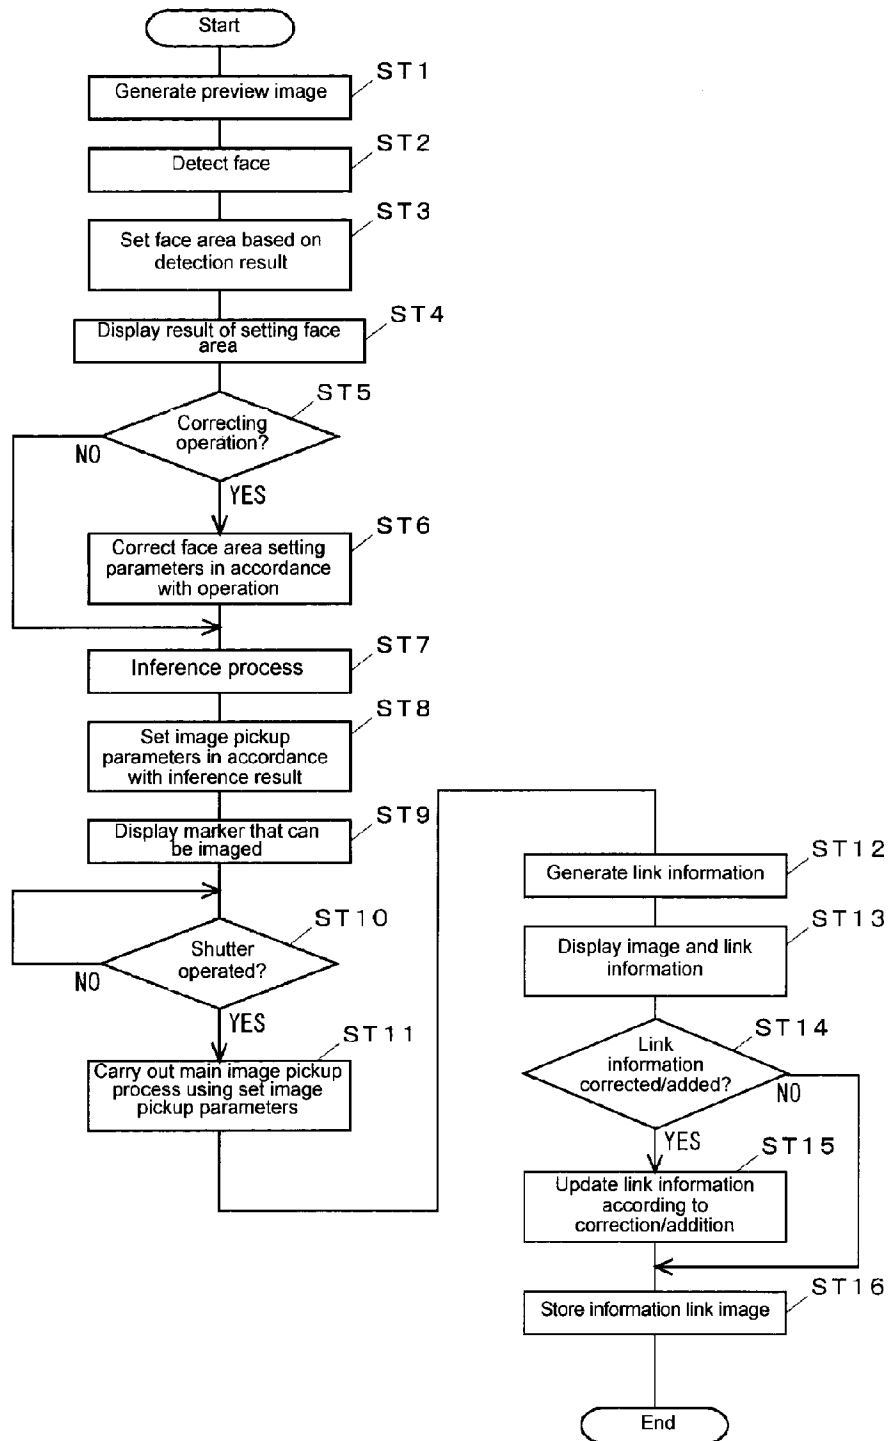 Start
ST1
Generate preview image
ST2
Detect face
ST3
Set face area based on
detection result
ST4
Display result of setting face
area
ST5
Correcting
operation?
NO
YES
ST6
Correct face area setting
parameters in accordance
with operation
ST7
Inference process
ST8
Set image pickup
parameters in accordance
with inference result
ST9
Display marker that can
be imaged
ST10
Shutter
operated?
NO
YES
ST11
Carry out main image pickup
process using set image
pickup parameters
ST12
Generate link information
ST13
Display image and link
information
ST14
Link
information
corrected/added?
NO
YES
ST15
Update link information
according to
correction/addition
ST16
Store information link image
End